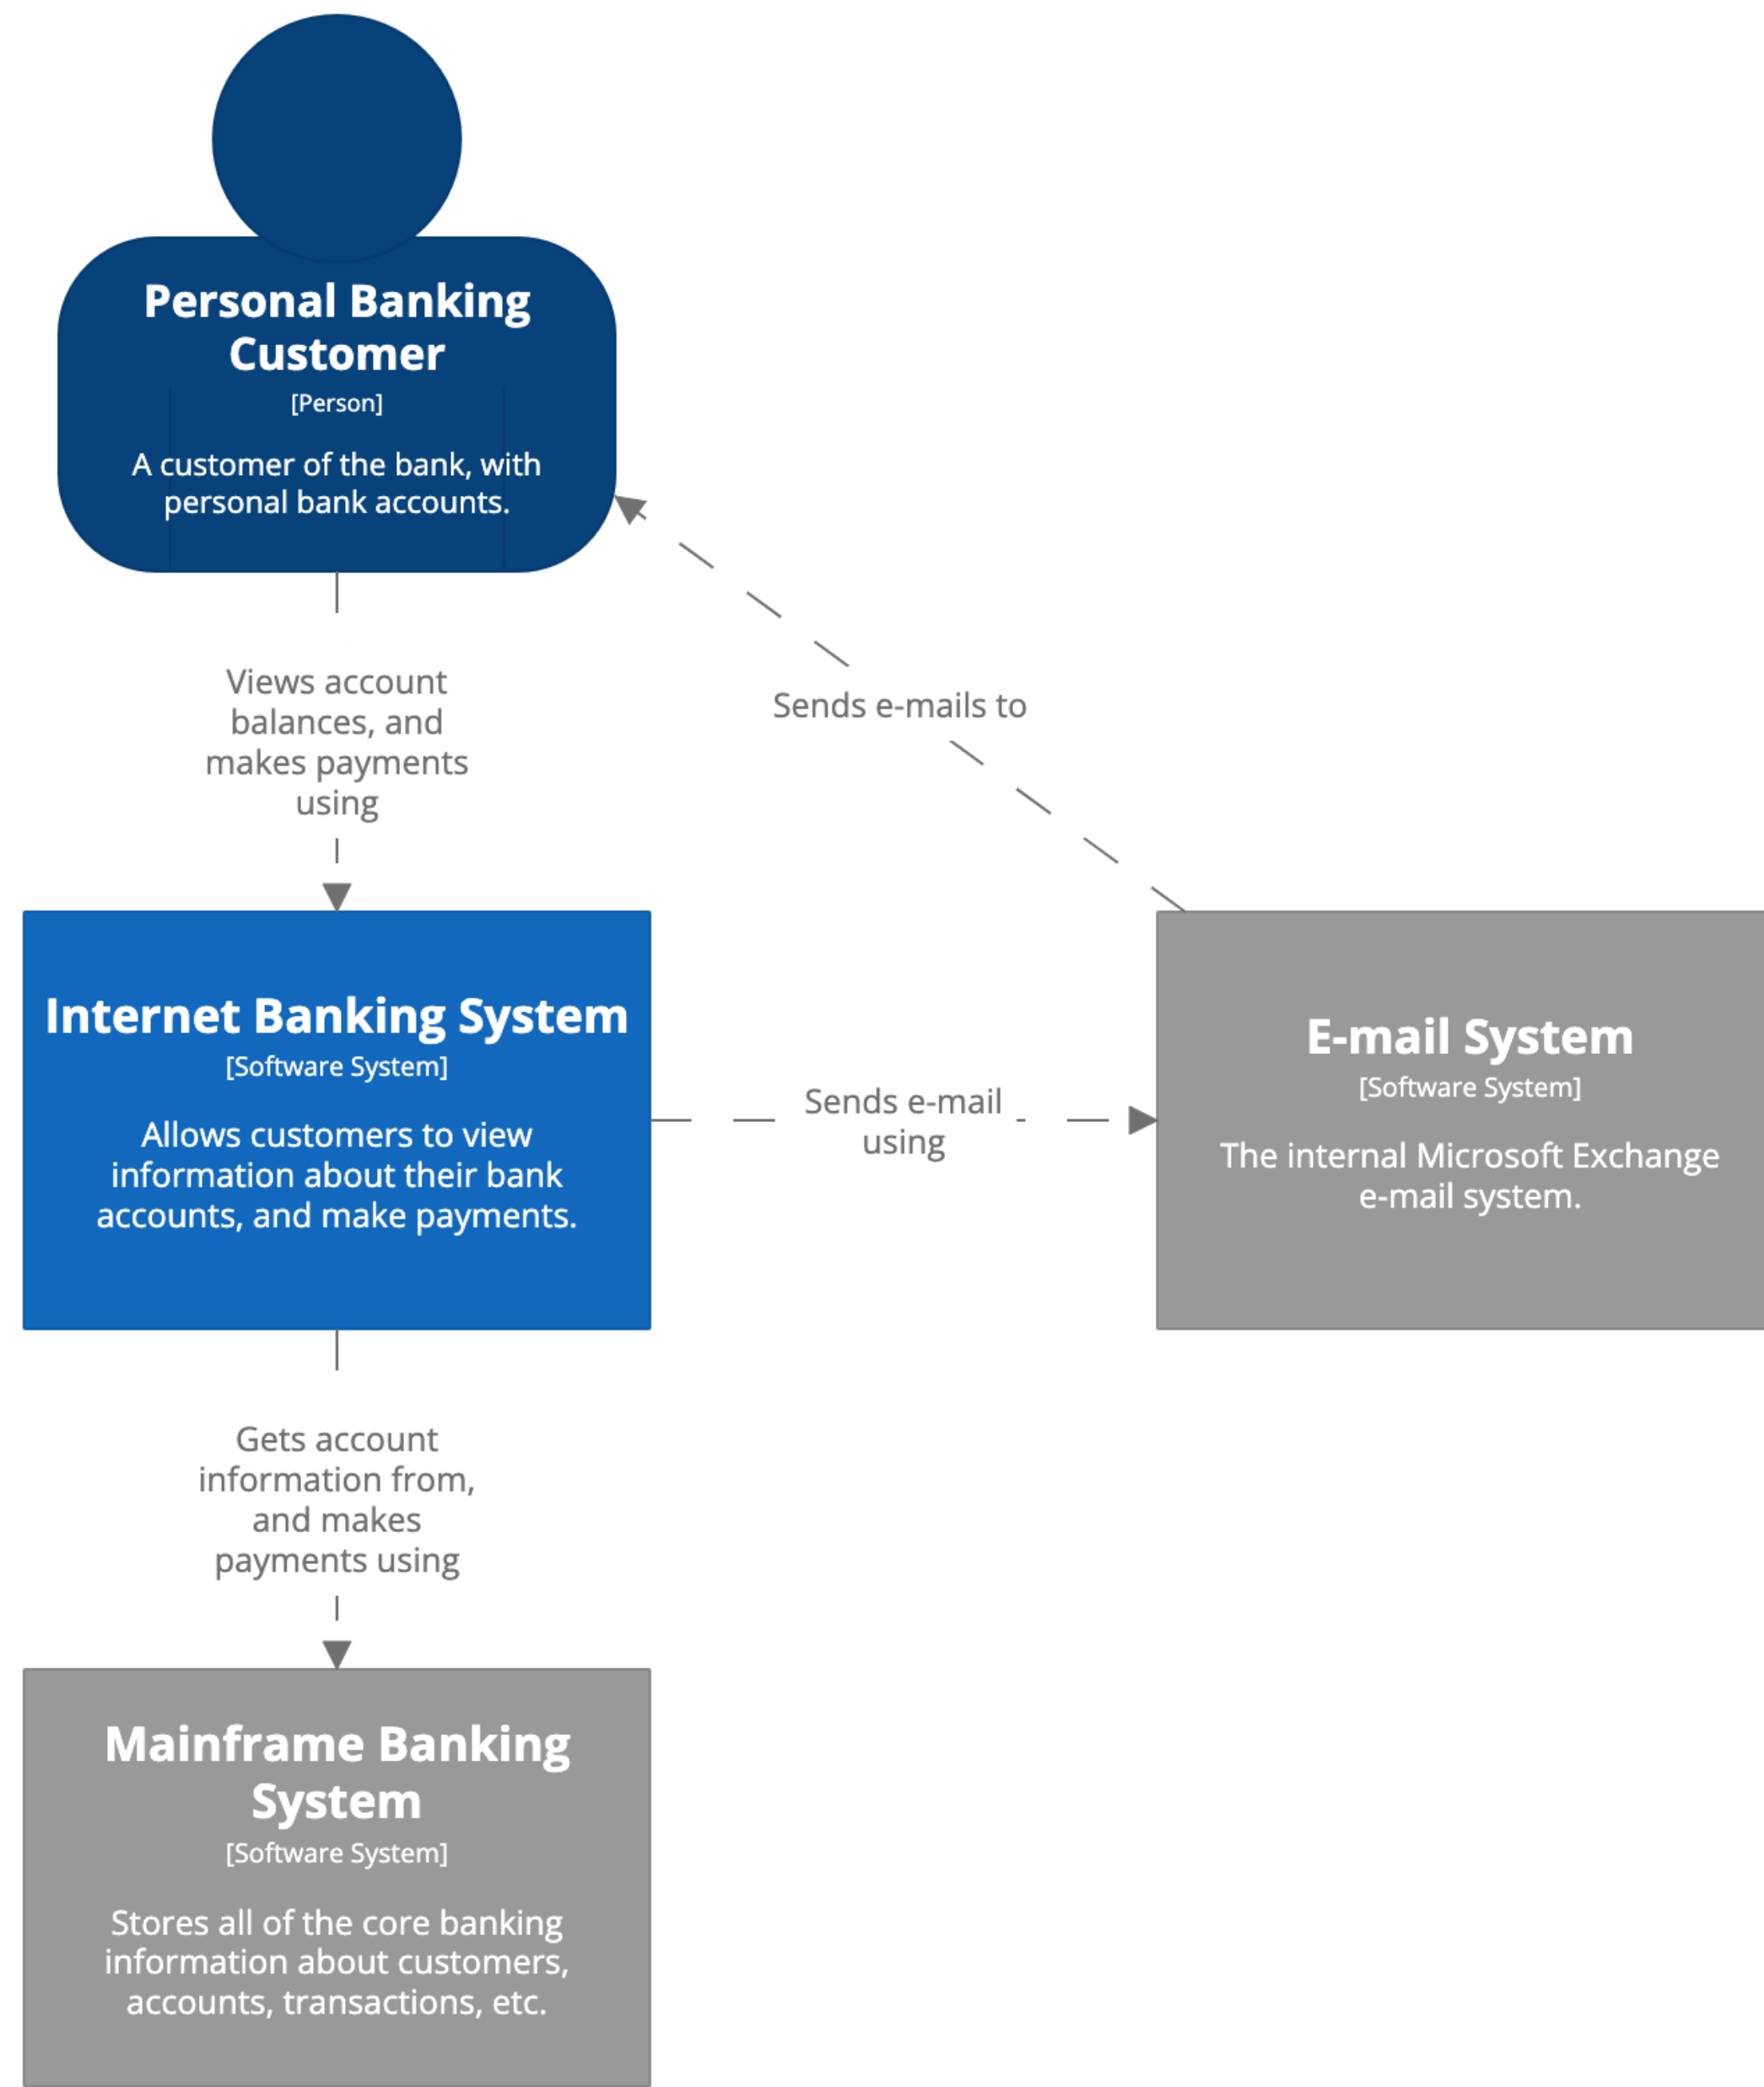 Personal Banking
Customer
[Person]
A customer of the bank, with
personal bank accounts.
Views account
balances, and
makes payments
using
Sends e-mails to
Internet Banking System
[Software System]
Allows customers to view
information about their bank
accounts, and make payments.
Sends e-mail
using
E-mail System
[Software System]
The internal Microsoft Exchange
e-mail system.
Gets account
information from,
and makes
payments using
Mainframe Banking
System
[Software System]
Stores all of the core banking
information about customers,
accounts, transactions, etc.